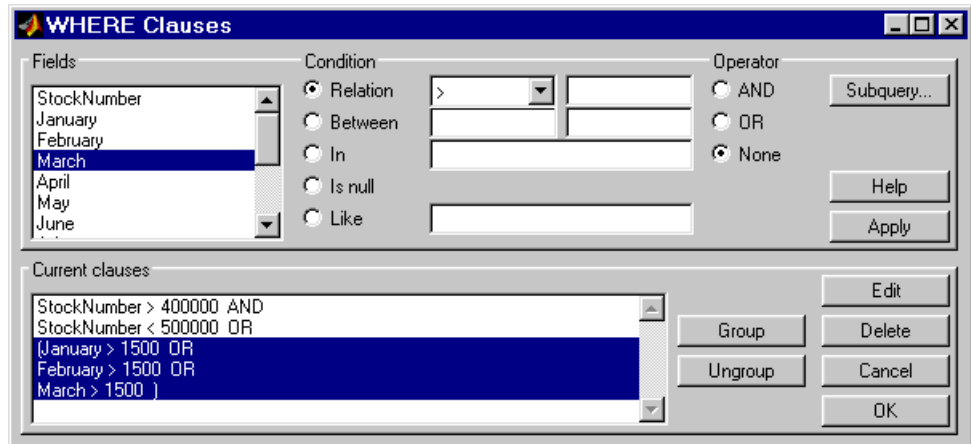 WHERE Clauses
Fields
StockNumber
January
February
March
April
May
June
Condition
Relation
>
Between
In
Is null
Like
Operator
AND
OR
None
Subquery...
Help
Apply
Current clauses
StockNumber > 400000 AND
StockNumber < 500000 OR
(January > 1500 OR
February > 1500 OR
March > 1500 )
Group
Ungroup
Edit
Delete
Cancel
OK